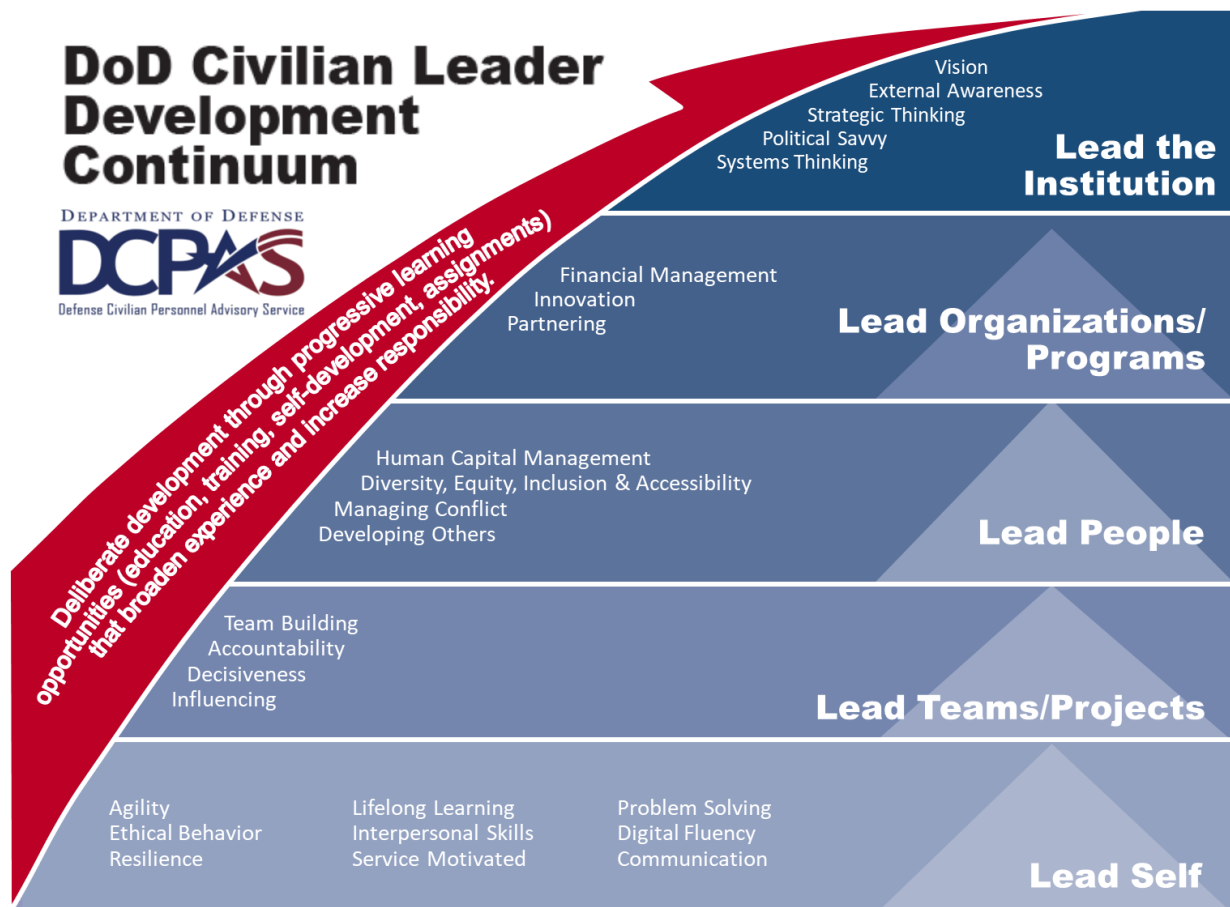 DoD Civilian Leader
Development
Continuum
DEPARTMENT OF DEFENSE
DCPAS
Defense Civilian Personnel Advisory Service
Deliberate development through progressive learning
opportunities (education, training, self-development, assignments)
that broaden experience and increase responsibility.
Vision
External Awareness
Strategic Thinking
Political Savvy
Systems Thinking
Lead the
Institution
Financial Management
Innovation
Partnering
Lead Organizations/
Programs
Human Capital Management
Diversity, Equity, Inclusion & Accessibility
Managing Conflict
Developing Others
Lead People
Team Building
Accountability
Decisiveness
Influencing
Lead Teams/Projects
Agility
Ethical Behavior
Resilience
Lifelong Learning
Interpersonal Skills
Service Motivated
Problem Solving
Digital Fluency
Communication
Lead Self